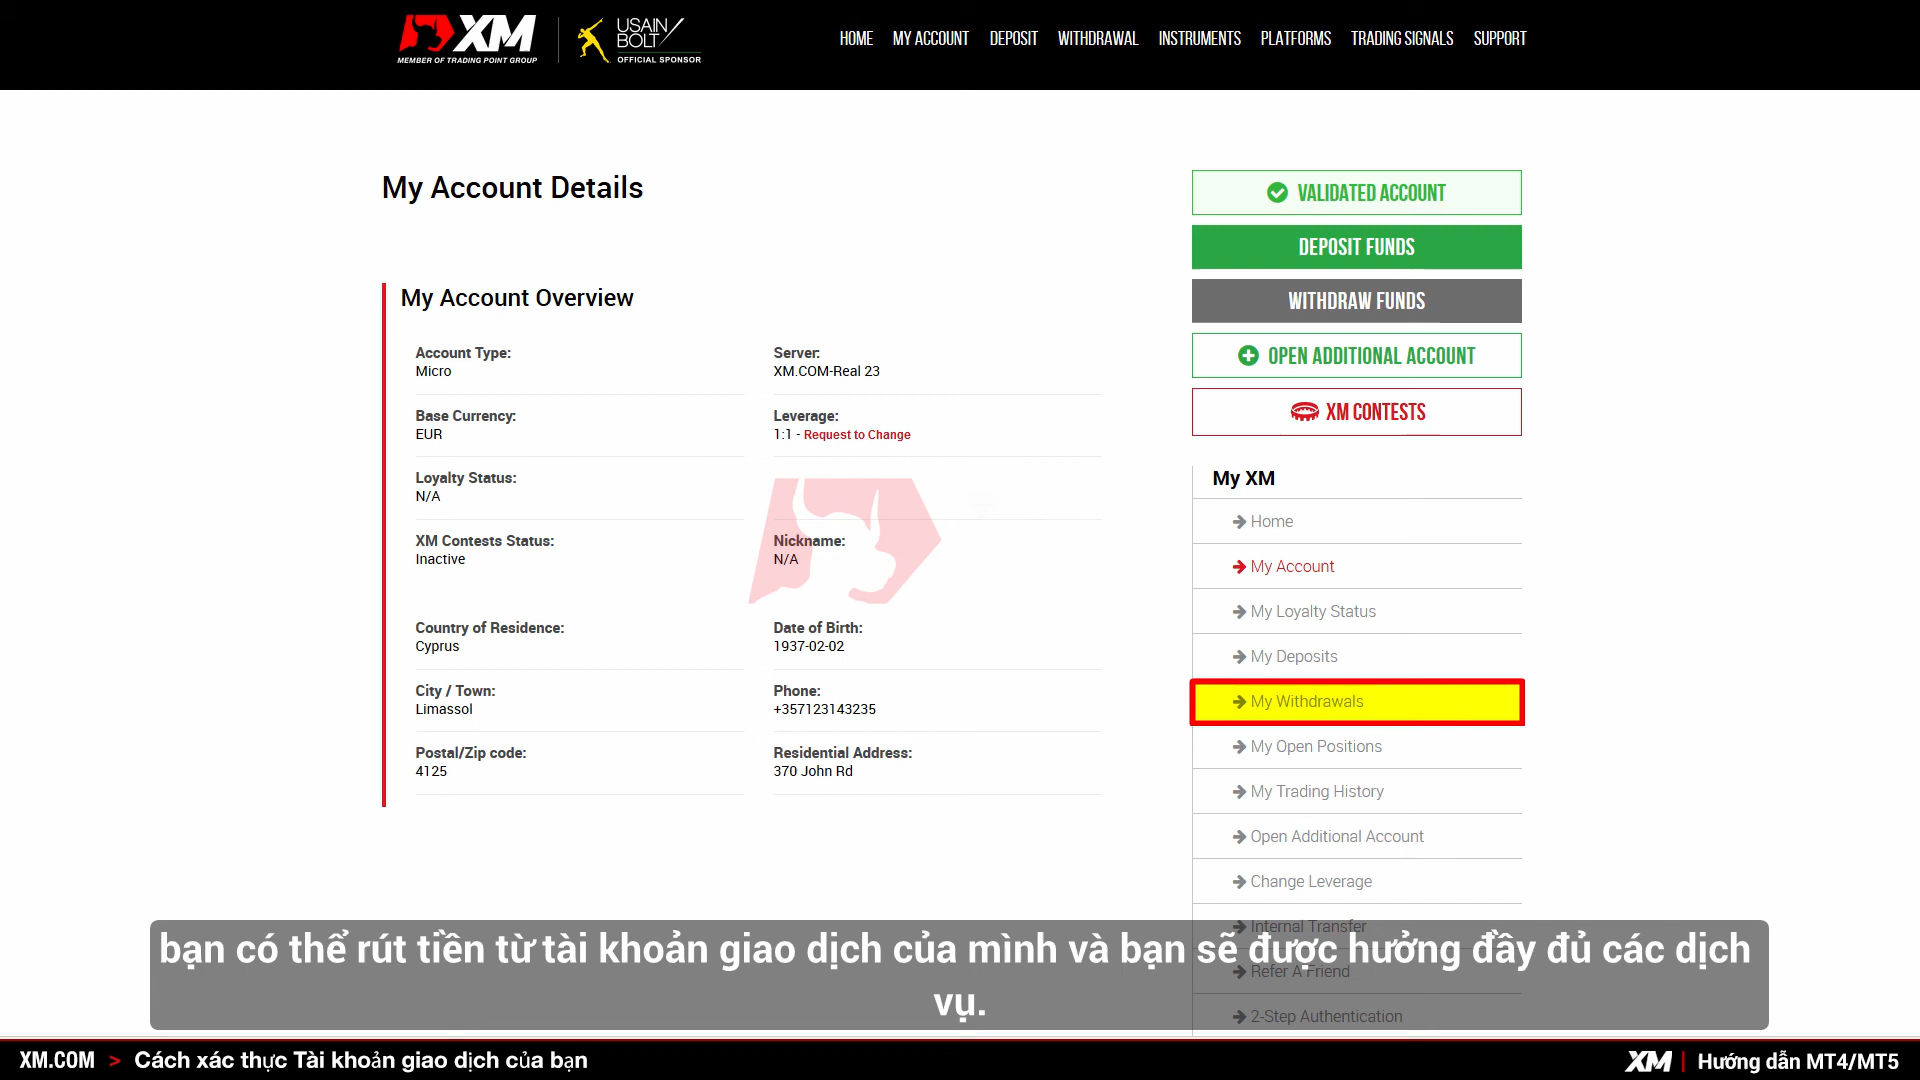 XM
MEMBER OF TRADING POINT GROUP
USAIN
BOLT
OFFICIAL SPONSOR
HOME MY ACCOUNT DEPOSIT WITHDRAWAL INSTRUMENTS PLATFORMS TRADING SIGNALS SUPPORT
My Account Details
My Account Overview
Account Type:
Micro
Server:
XM.COM-Real 23
Base Currency:
EUR
Leverage:
1:1 - Request to Change
Loyalty Status:
N/A
XM Contests Status:
Inactive
Nickname:
N/A
Country of Residence:
Cyprus
Date of Birth:
1937-02-02
City / Town:
Limassol
Phone:
+357123143235
Postal/Zip code:
4125
Residential Address:
370 John Rd
VALIDATED ACCOUNT
DEPOSIT FUNDS
WITHDRAW FUNDS
OPEN ADDITIONAL ACCOUNT
XM CONTESTS
My XM
Home
My Account
My Loyalty Status
My Deposits
My Withdrawals
My Open Positions
My Trading History
Open Additional Account
Change Leverage
Internal Transfer
Refer A Friend
2-Step Authentication
bạn có thể rút tiền từ tài khoản giao dịch của mình và bạn sẽ được hưởng đầy đủ các dịch
vụ.
XM.COM > Cách xác thực Tài khoản giao dịch của bạn
XM | Hướng dẫn MT4/MT5